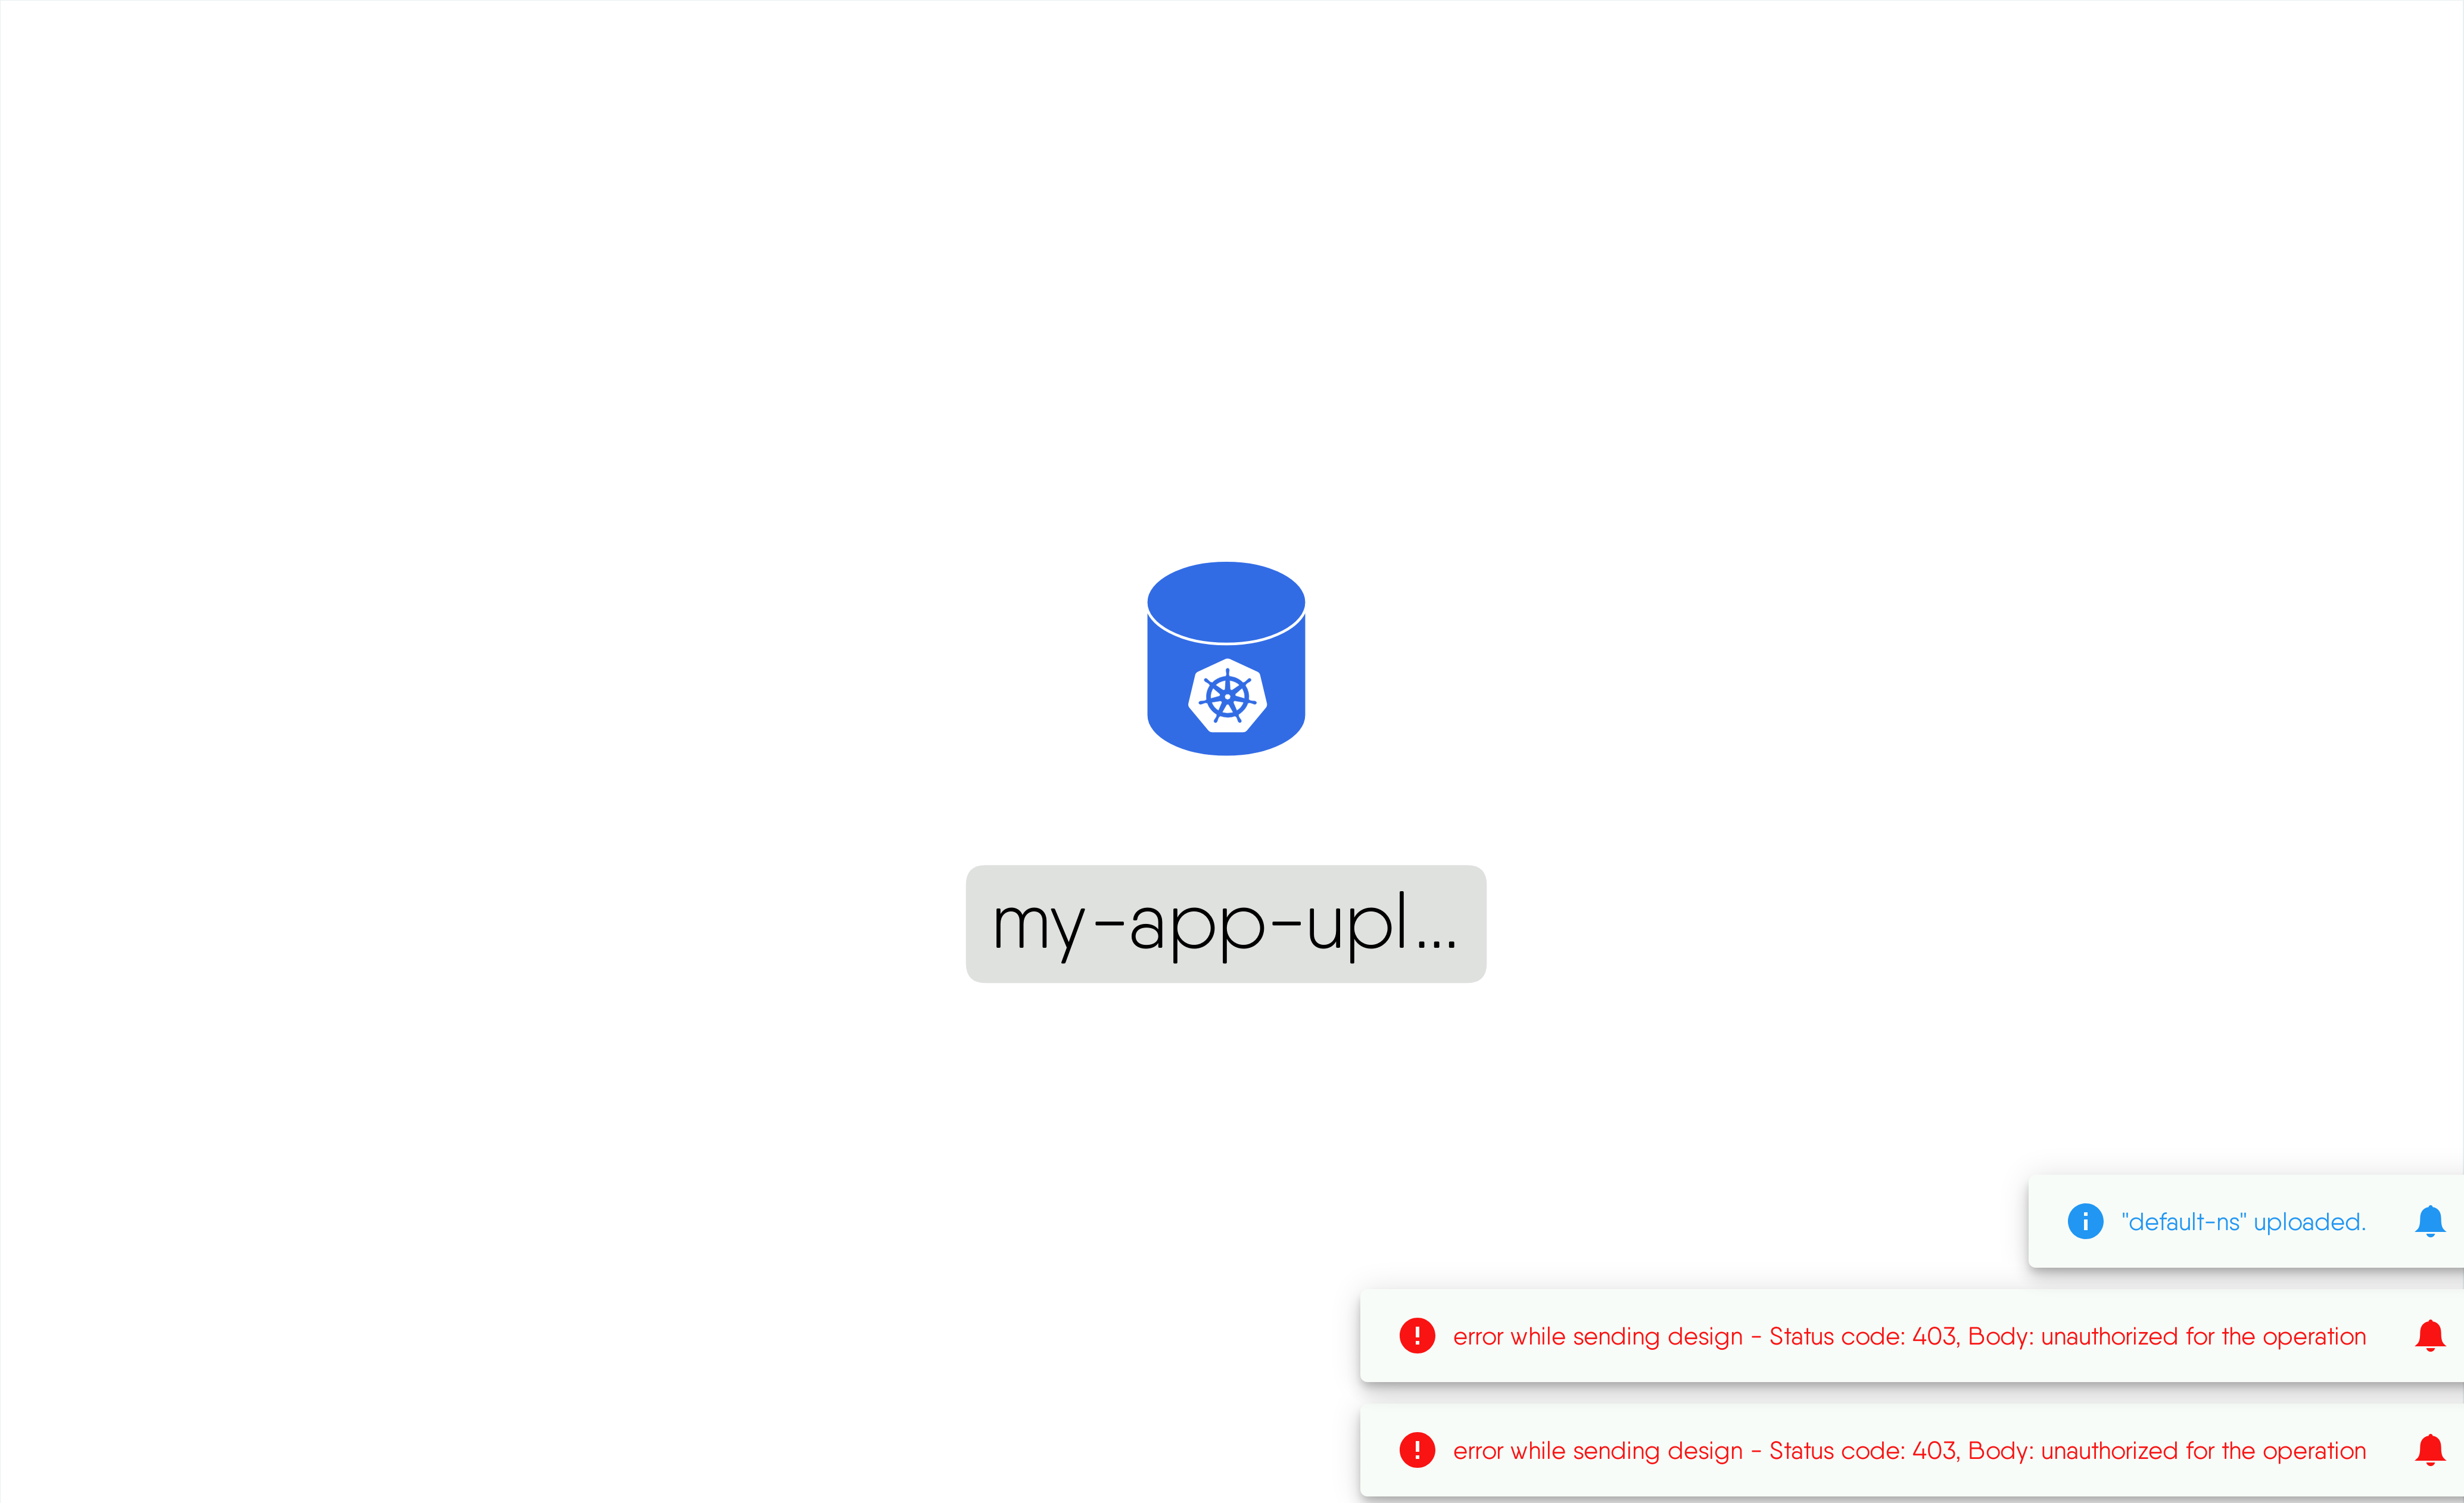 my-app-upl...
"default-ns" uploaded.
error while sending design - Status code: 403, Body: unauthorized for the operation
error while sending design - Status code: 403, Body: unauthorized for the operation